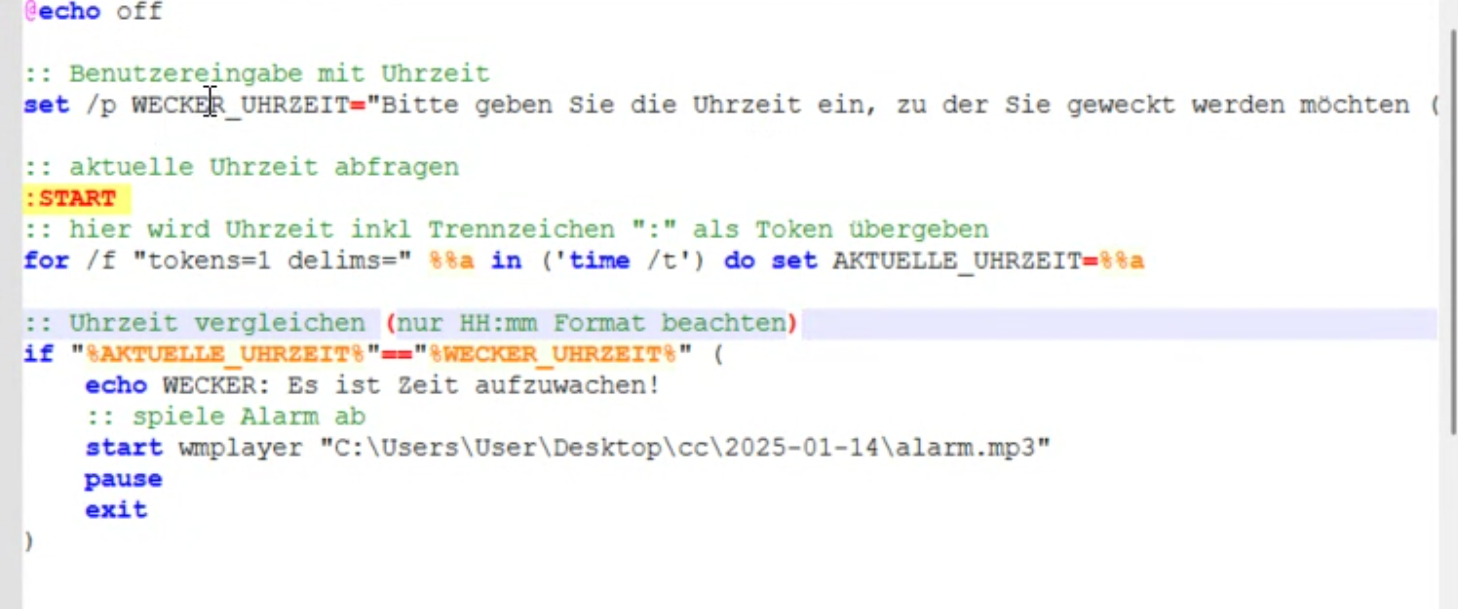 @echo off
:: Benutzereingabe mit Uhrzeit
set /p WECKER_UHRZEIT="Bitte geben Sie die Uhrzeit ein, zu der Sie geweckt werden möchten (
:: aktuelle Uhrzeit abfragen
:START
:: hier wird Uhrzeit inkl Trennzeichen ":" als Token übergeben
for /f "tokens=1 delims=" %%a in ('time /t') do set AKTUELLE_UHRZEIT=%%a
:: Uhrzeit vergleichen (nur HH:mm Format beachten)
if "%AKTUELLE_UHRZEIT%"=="%WECKER_UHRZEIT%" (
    echo WECKER: Es ist Zeit aufzuwachen!
    :: spiele Alarm ab
    start wmplayer "C:\Users\User\Desktop\cc\2025-01-14\alarm.mp3"
    pause
    exit
)